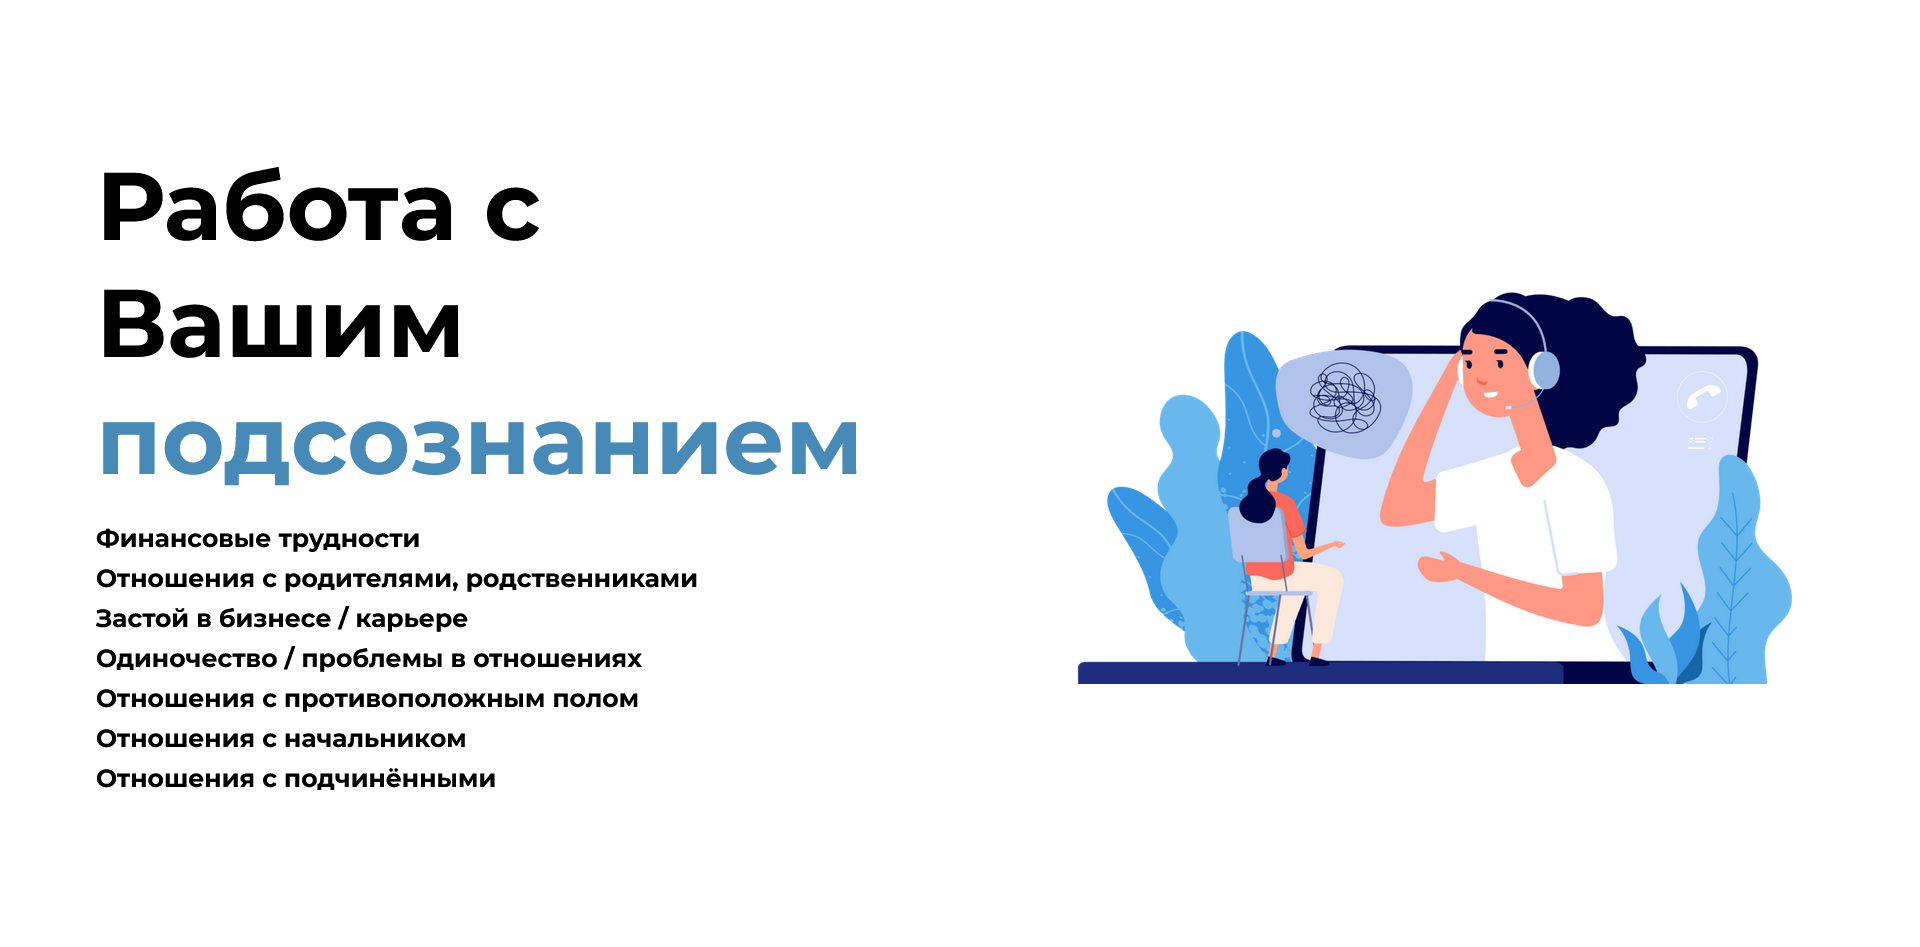 Работа с
Вашим
подсознанием
Финансовые трудности
Отношения с родителями, родственниками
Застой в бизнесе / карьере
Одиночество / проблемы в отношениях
Отношения с противоположным полом
Отношения с начальником
Отношения с подчинёнными